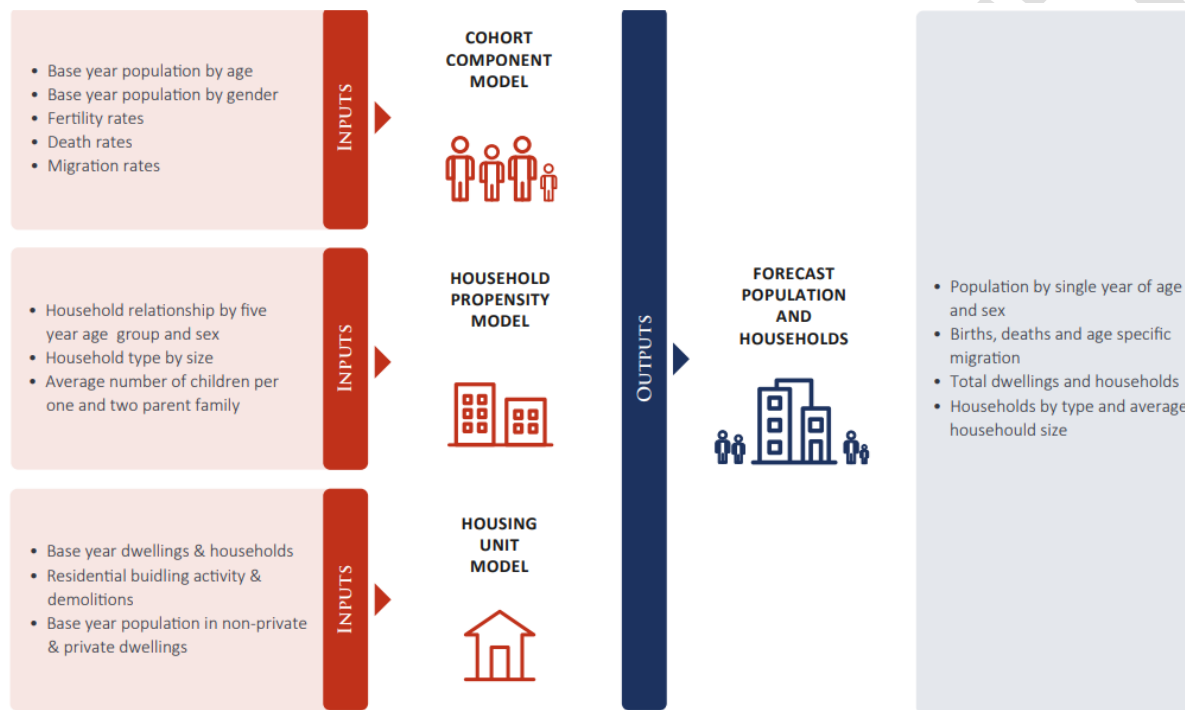 • Base year population by age
• Base year population by gender
• Fertility rates
• Death rates
• Migration rates
INPUTS
COHORT
COMPONENT
MODEL
• Household relationship by five
year age group and sex
• Household type by size
• Average number of children per
one and two parent family
INPUTS
HOUSEHOLD
PROPENSITY
MODEL
• Base year dwellings & households
• Residential buidling activity &
demolitions
• Base year population in non-private
& private dwellings
INPUTS
HOUSING
UNIT
MODEL
OUTPUTS
FORECAST
POPULATION
AND
HOUSEHOLDS
• Population by single year of age
and sex
• Births, deaths and age specific
migration
• Total dwellings and households
• Households by type and average
househould size